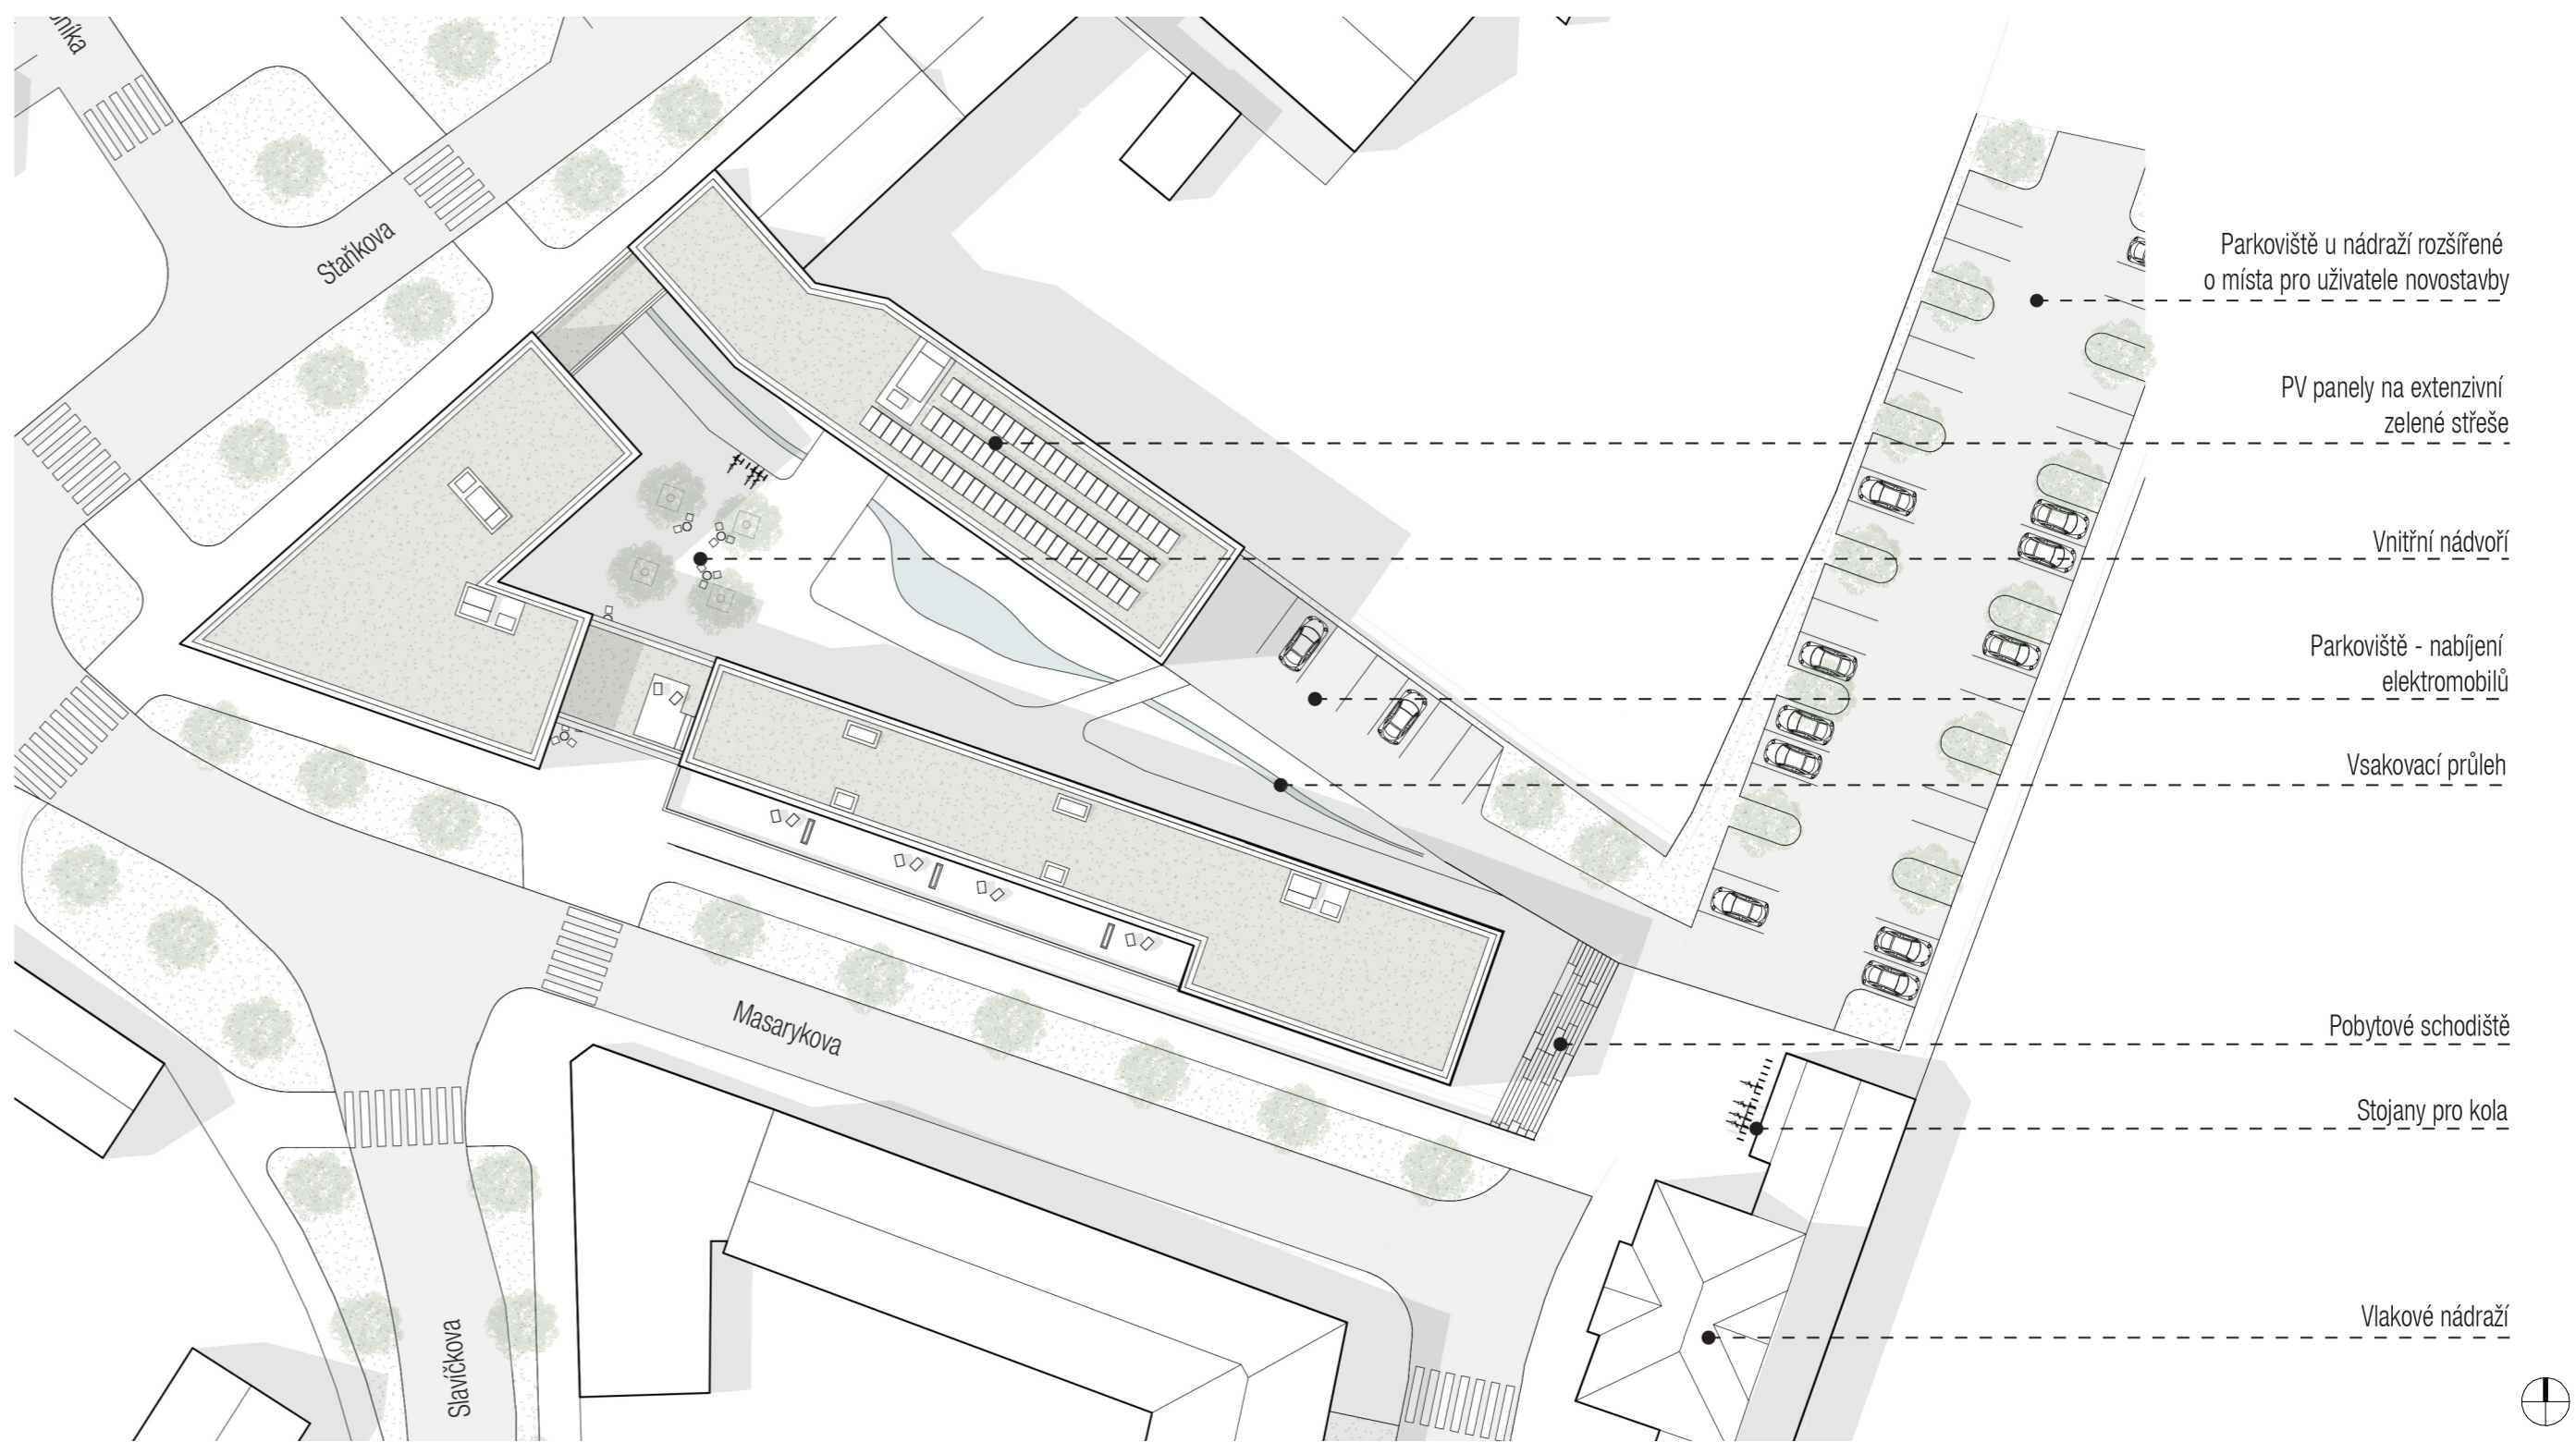 Staňkova
Masarykova
Slavíčkova
Parkoviště u nádraží rozšířené
o místa pro uživatele novostavby
PV panely na extenzivní
zelené střeše
Vnitřní nádvoří
Parkoviště - nabíjení
elektromobilů
Vsakovací průleh
Pobytové schodiště
Stojany pro kola
Vlakové nádraží